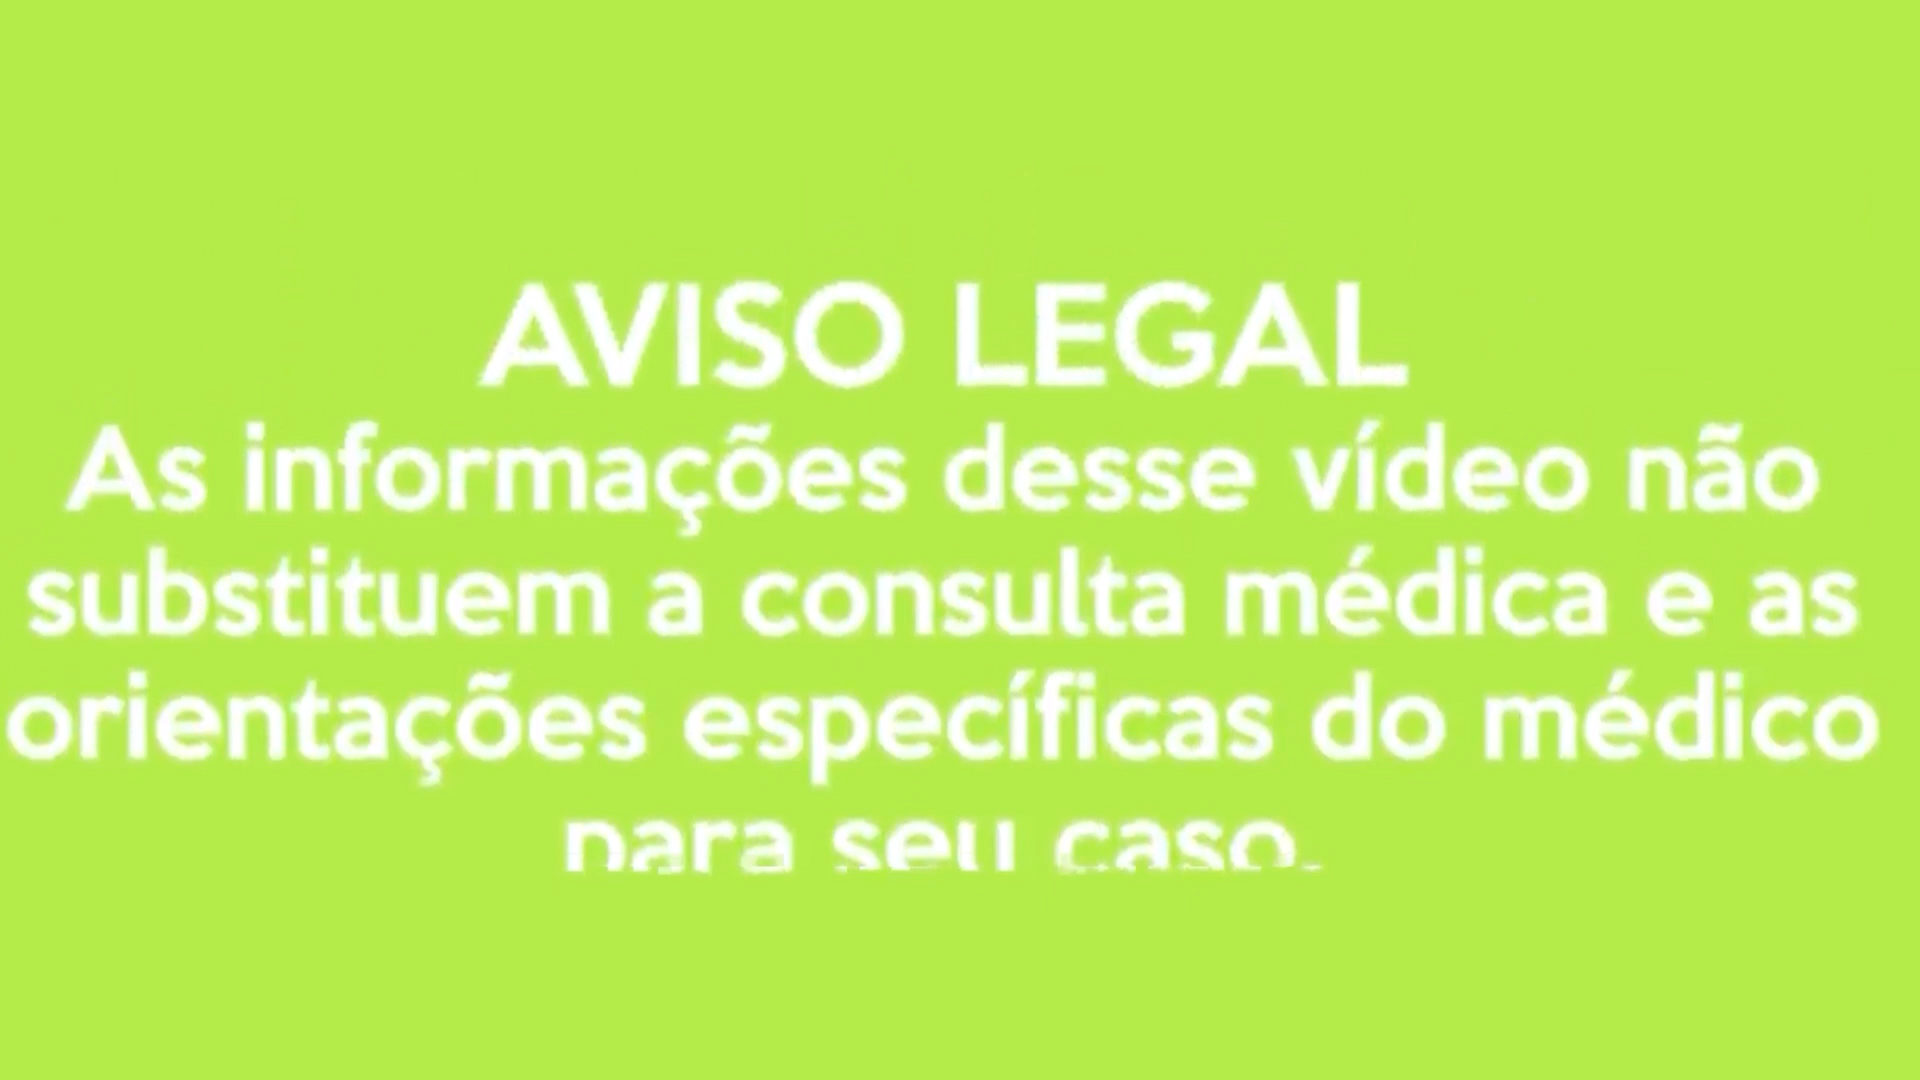 AVISO LEGAL
As informações desse vídeo não
substituem a consulta médica e as
orientações específicas do médico
para seu caso.